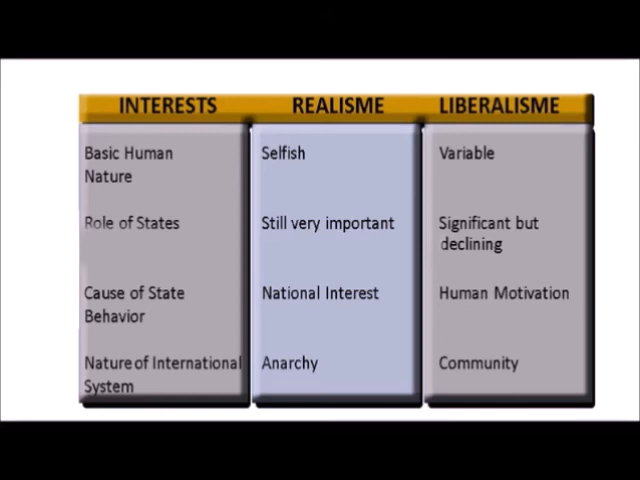 INTERESTS REALISME LIBERALISME
Basic Human Nature Selfish Variable
Role of States Still very important Significant but declining
Cause of State Behavior National Interest Human Motivation
Nature of International System Anarchy Community